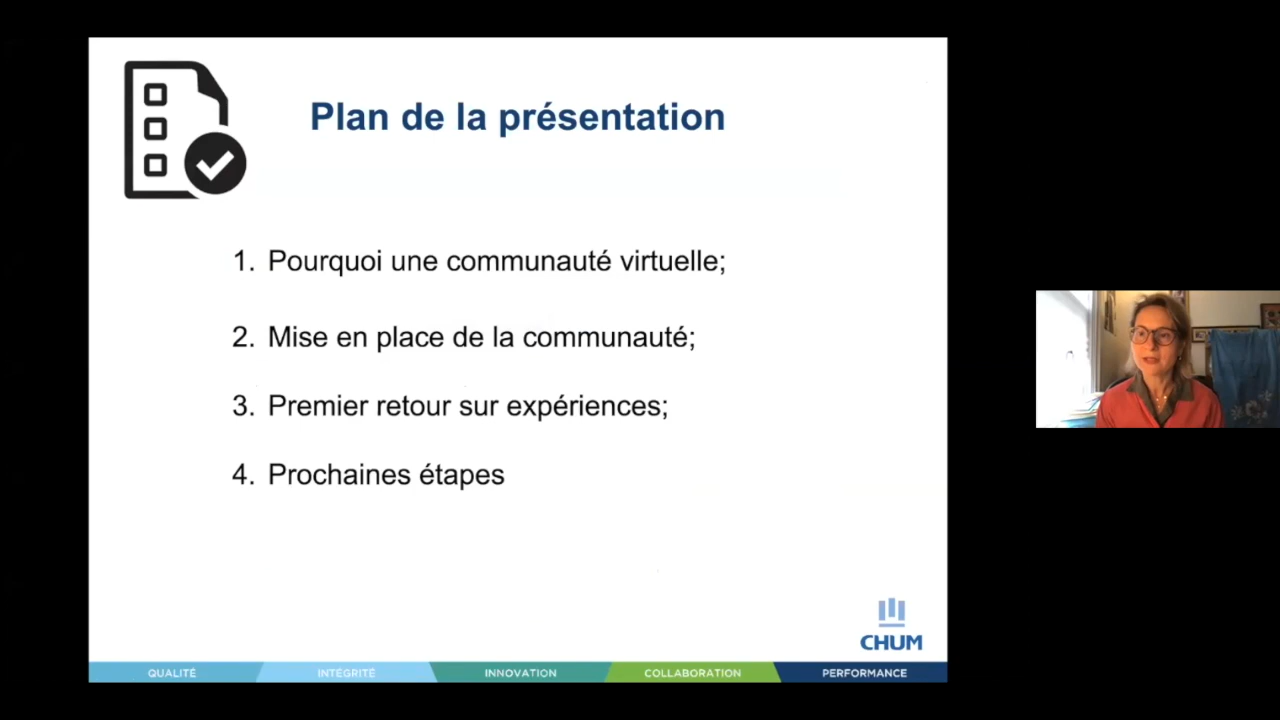 Plan de la présentation
1. Pourquoi une communauté virtuelle;
2. Mise en place de la communauté;
3. Premier retour sur expériences;
4. Prochaines étapes
CHUM
QUALITÉ INTÉGRITÉ INNOVATION COLLABORATION PERFORMANCE